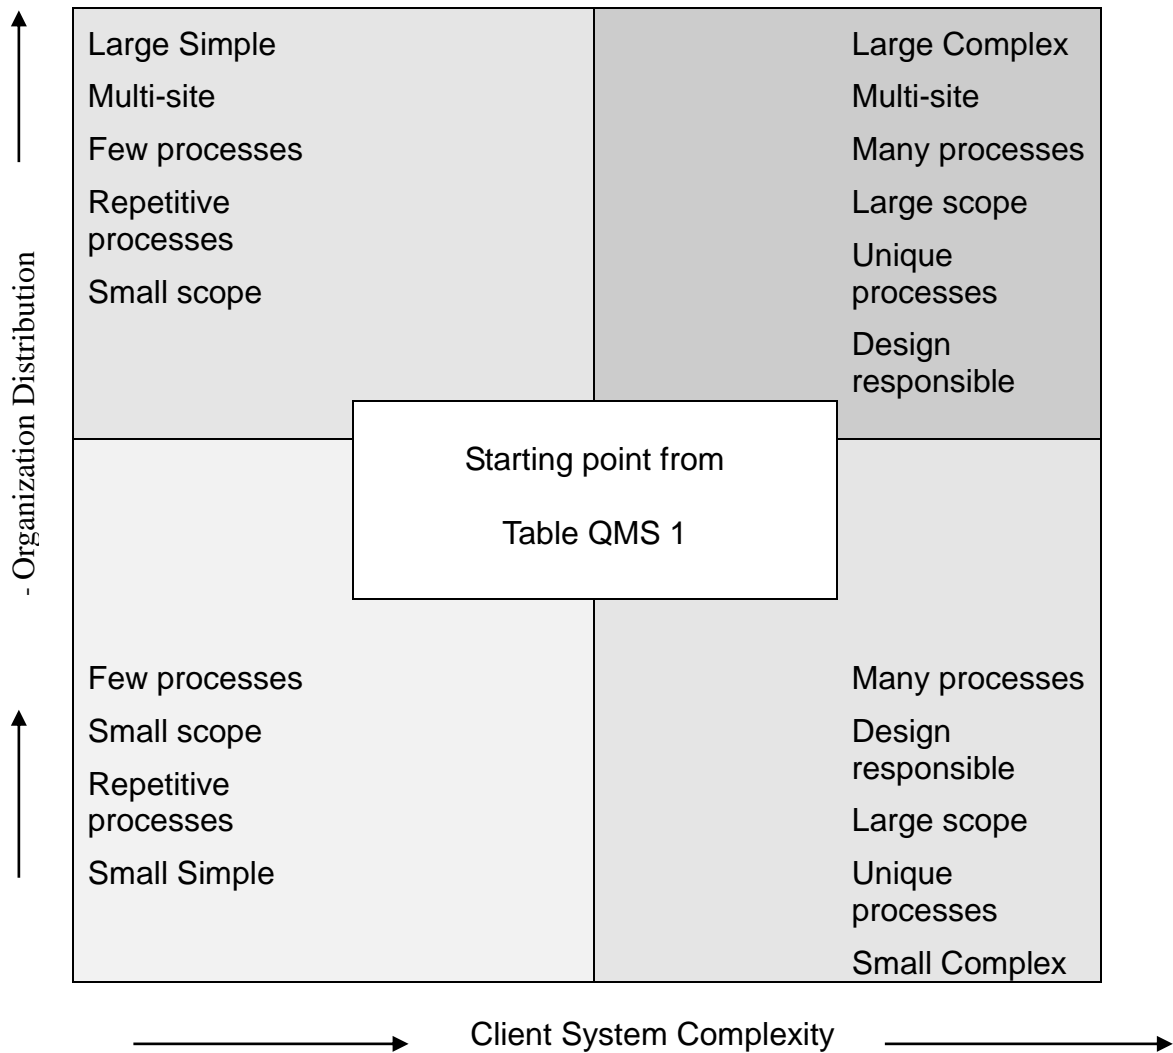 Large Simple
Multi-site
Few processes
Repetitive
processes
Small scope
Large Complex
Multi-site
Many processes
Large scope
Unique
processes
Design
responsible
- Organization Distribution
Starting point from
Table QMS 1
Few processes
Small scope
Repetitive
processes
Small Simple
Many processes
Design
responsible
Large scope
Unique
processes
Small Complex
Client System Complexity